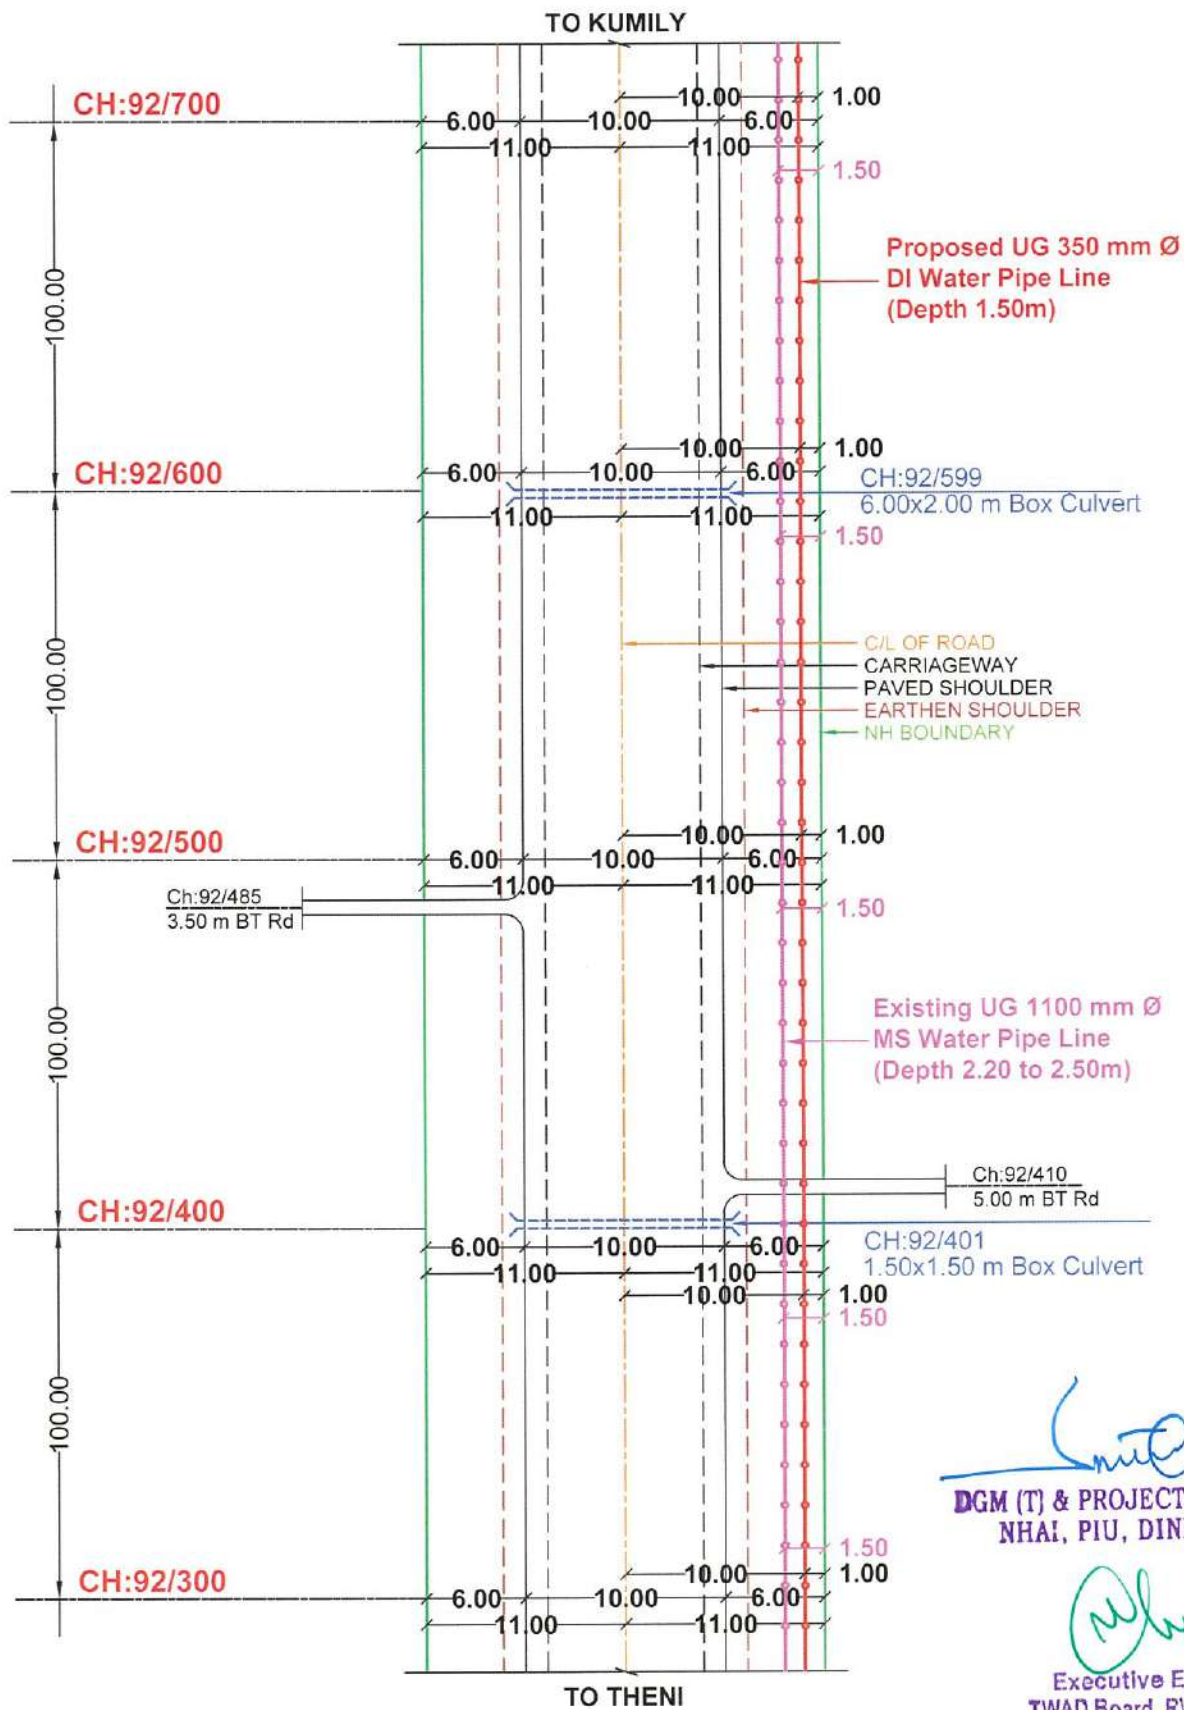 TO KUMILY
10.00 1.00
CH:92/700
6.00 10.00 6.00
11.00 11.00
1.50
Proposed UG 350 mm Ø
DI Water Pipe Line
(Depth 1.50m)
100.00
10.00 1.00
CH:92/600
6.00 10.00 6.00
CH:92/599
6.00x2.00 m Box Culvert
11.00 11.00
1.50
C/L OF ROAD
CARRIAGEWAY
PAVED SHOULDER
EARTHEN SHOULDER
NH BOUNDARY
100.00
10.00 1.00
CH:92/500
6.00 10.00 6.00
11.00 11.00
Ch:92/485
3.50 m BT Rd
1.50
Existing UG 1100 mm Ø
MS Water Pipe Line
(Depth 2.20 to 2.50m)
100.00
Ch:92/410
5.00 m BT Rd
CH:92/400
6.00 10.00 6.00
CH:92/401
1.50x1.50 m Box Culvert
11.00 11.00
10.00 1.00
1.50
100.00
DGM (T) & PROJECT
NHAI, PIU,
1.50
10.00 1.00
CH:92/300
6.00 10.00 6.00
11.00 11.00
Executive
TWAD Board,
TO THENI